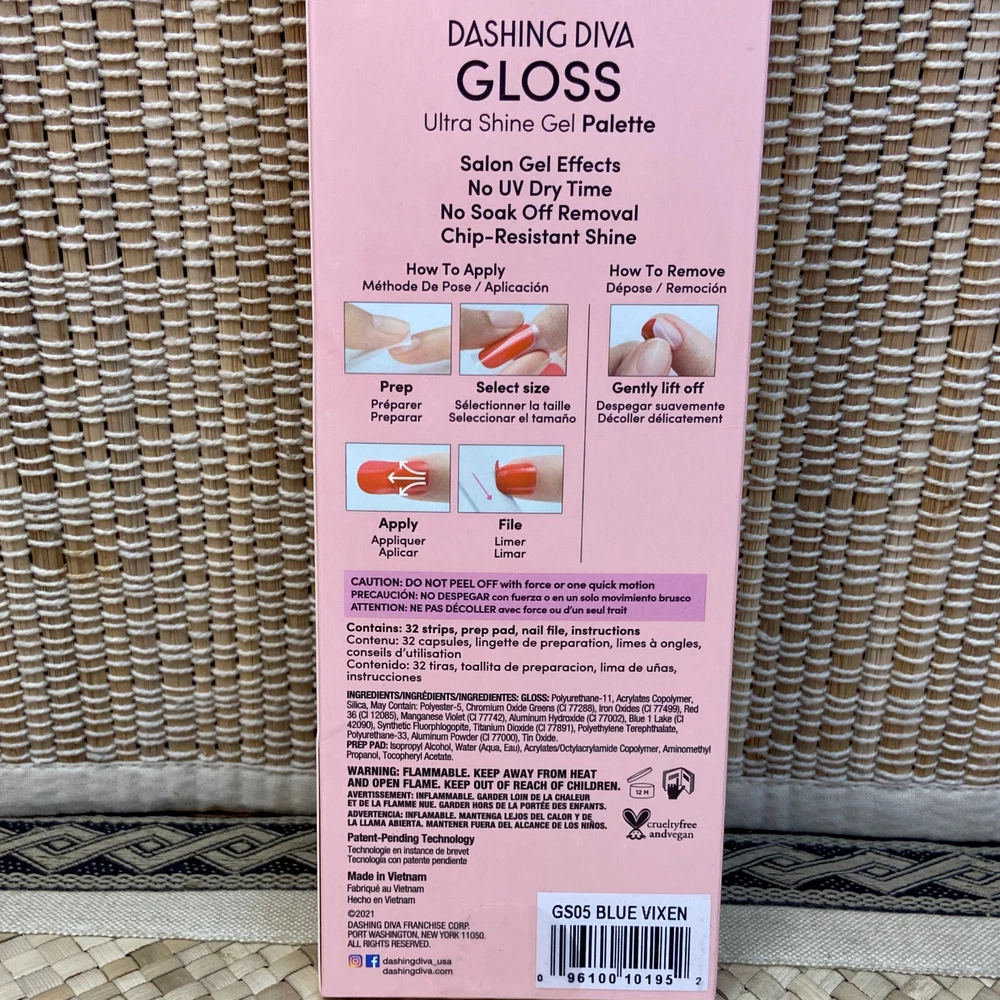 DASHING DIVA
GLOSS
Ultra Shine Gel Palette
Salon Gel Effects
No UV Dry Time
No Soak Off Removal
Chip-Resistant Shine
How To Apply
Méthode De Pose / Aplicación
How To Remove
Dépose / Remoción
Prep
Préparer
Preparar
Select size
Sélectionner la taille
Seleccionar el tamaño
Gently lift off
Despegar suavemente
Décoller délicatement
Apply
Appliquer
Aplicar
File
Limer
Limar
CAUTION: DO NOT PEEL OFF with force or one quick motion
PRECAUCIÓN: NO DESPEGAR con fuerza o en un solo movimiento brusco
ATTENTION: NE PAS DÉCOLLER avec force ou d'un seul trait
Contains: 32 strips, prep pad, nail file, instructions
Contenu: 32 capsules, lingette de preparation, limes à ongles,
conseils d'utilisation
Contenido: 32 tiras, toallita de preparacion, lima de uñas,
instrucciones
INGREDIENTS/INGRÉDIENTS/INGREDIENTES: GLOSS: Polyurethane-11, Acrylates Copolymer,
Silica, May Contain: Polyester-5, Chromium Oxide Greens (CI 77288), Iron Oxides (CI 77499), Red
36 (CI 12085), Manganese Violet (CI 77742), Aluminum Hydroxide (CI 77002), Blue 1 Lake (CI
42090), Synthetic Fluorphlogopite, Titanium Dioxide (CI 77891), Polyethylene Terephthalate,
Polyurethane-33, Aluminum Powder (CI 77000), Tin Oxide.
PREP PAD: Isopropyl Alcohol, Water (Aqua, Eau), Acrylates/Octylacrylamide Copolymer, Aminomethyl
Propanol, Tocopheryl Acetate.
WARNING: FLAMMABLE. KEEP AWAY FROM HEAT
AND OPEN FLAME. KEEP OUT OF REACH OF CHILDREN.
AVERTISSEMENT: INFLAMMABLE. GARDER LOIN DE LA CHALEUR
ET DE LA FLAMME NUE. GARDER HORS DE LA PORTÉE DES ENFANTS.
ADVERTENCIA: INFLAMABLE. MANTENGA LEJOS DEL CALOR Y DE
LA LLAMA ABIERTA. MANTENER FUERA DEL ALCANCE DE LOS NIÑOS.
12 M
crueltyfree
andvegan
Patent-Pending Technology
Technologie en instance de brevet
Tecnología con patente pendiente
Made in Vietnam
Fabriqué au Vietnam
Hecho en Vietnam
©2021
DASHING DIVA FRANCHISE CORP.
PORT WASHINGTON, NEW YORK 11050.
ALL RIGHTS RESERVED.
dashingdiva_usa
dashingdiva.com
GS05 BLUE VIXEN
0 96100 10195 2